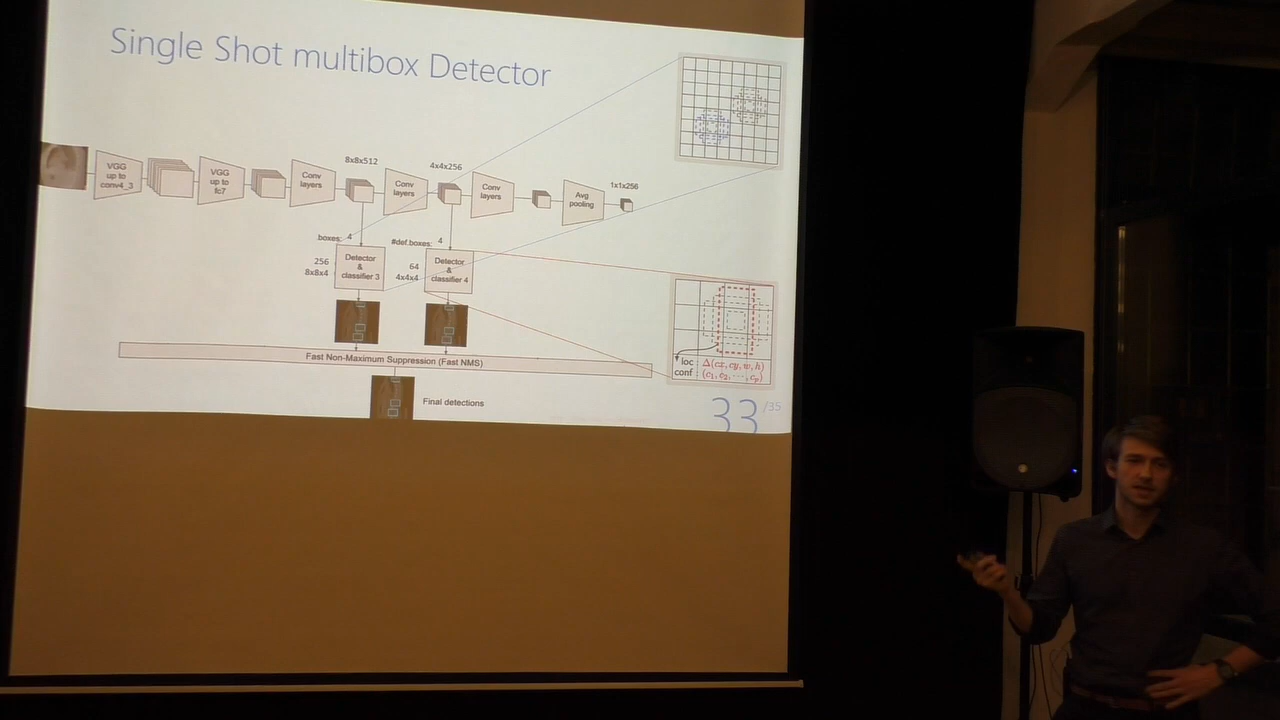 Single Shot multibox Detector
VGG
up to
conv4_3
VGG
up to
fc7
Conv
layers
8x8x512
Conv
layers
4x4x256
Conv
layers
Avg
pooling
1x1x256
boxes: 4
256
8x8x4
Detector
&
classifier 3
#def.boxes: 4
64
4x4x4
Detector
&
classifier 4
loc : Δ(cx, cy, w, h)
conf : (c₁, c₂, ⋯, cₚ)
Fast Non-Maximum Suppression (Fast NMS)
Final detections
33/35